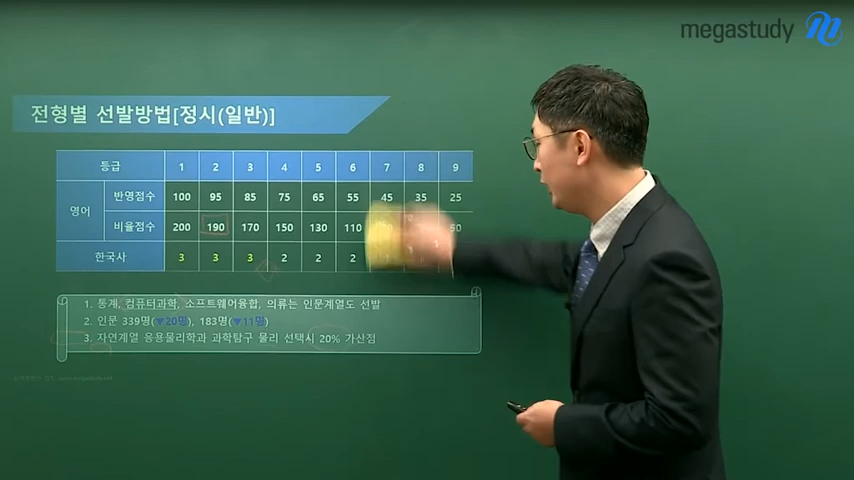 megastudy
전형별 선발방법[정시(일반)]
등급 1 2 3 4 5 6 7 8 9
영어
반영점수 100 95 85 75 65 55 45 35 25
비율점수 200 190 170 150 130 110
한국사 3 3 3 2 2 2
1. 통계, 컴퓨터과학, 소프트웨어융합, 의류는 인문계열도 선발
2. 인문 339명(▼20명), 183명(▼11명)
3. 자연계열 응용물리학과 과학탐구 물리 선택시 20% 가산점